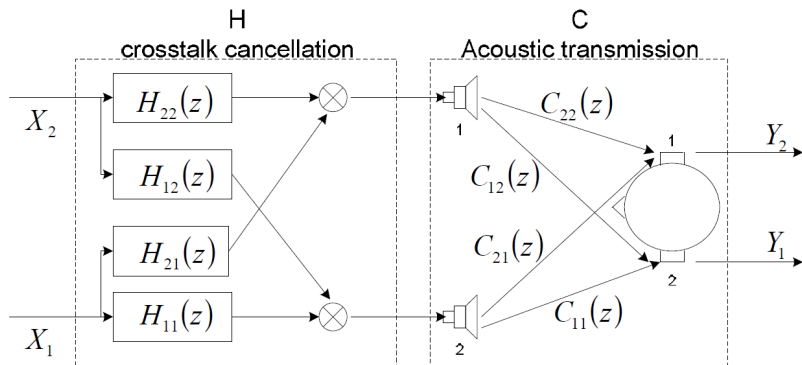 H
crosstalk cancellation
C
Acoustic transmission
X₂
H₂₂(z)
H₁₂(z)
H₂₁(z)
H₁₁(z)
X₁
1
2
C₂₂(z)
C₁₂(z)
C₂₁(z)
C₁₁(z)
1
2
Y₂
Y₁